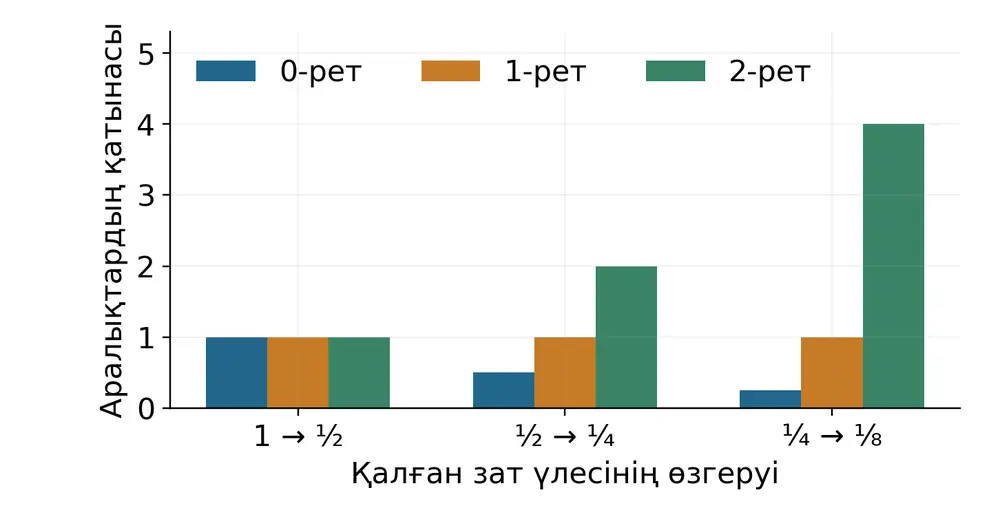 Аралықтардың қатынасы
5
4
3
2
1
0
0-рет
1-рет
2-рет
1 → ½
½ → ¼
¼ → ⅛
Қалған зат үлесінің өзгеруі